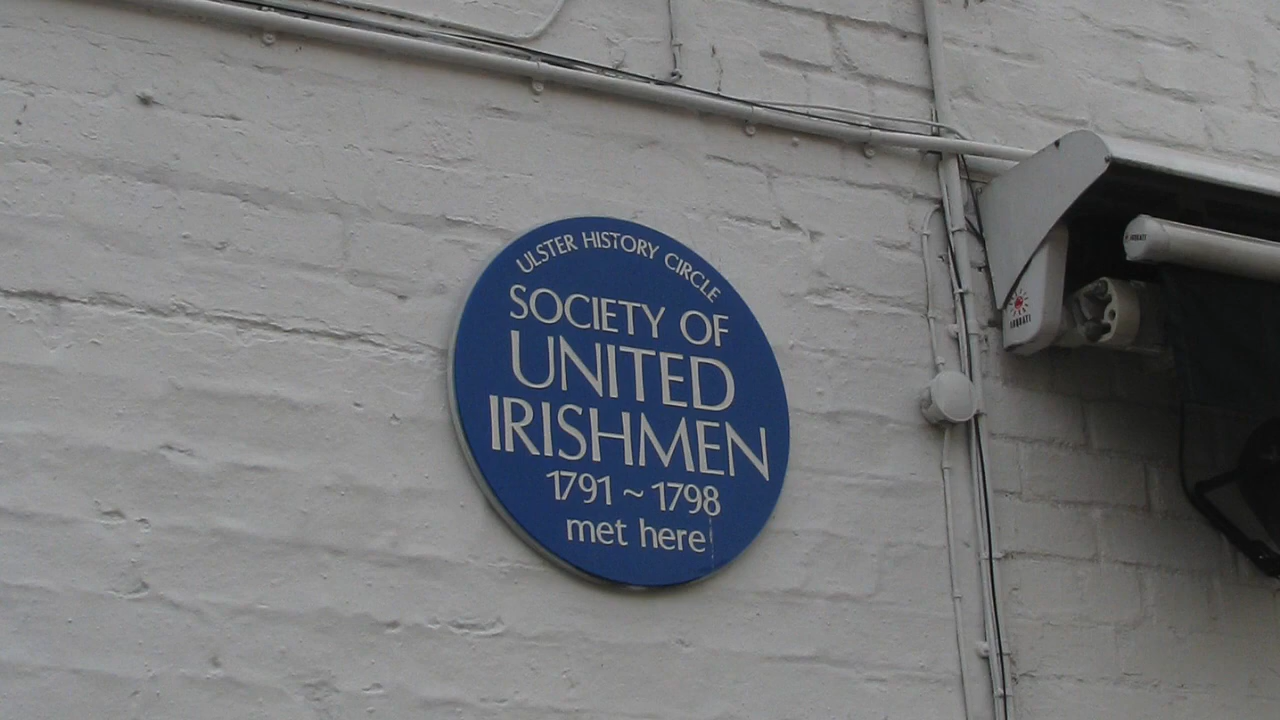 ULSTER HISTORY CIRCLE
SOCIETY OF
UNITED
IRISHMEN
1791 ~ 1798
met here